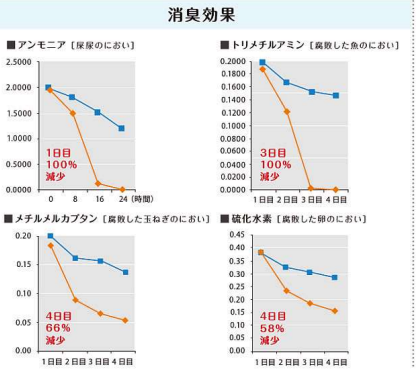 消臭効果
■アンモニア［尿尿のにおい］
2.5000
2.0000
1.5000
1.0000
0.5000
0.0000
1日目
100%
減少
0 8 16 24 (時間)
■トリメチルアミン［腐敗した魚のにおい］
0.2000
0.1800
0.1600
0.1400
0.1200
0.1000
0.0800
0.0600
0.0400
0.0200
0.0000
3日目
100%
減少
1日目 2日目 3日目 4日目
■メチルメルカプタン［腐敗した玉ねぎのにおい］
0.20
0.15
0.10
0.05
0.00
4日目
66%
減少
1日目 2日目 3日目 4日目
■硫化水素［腐敗した卵のにおい］
0.45
0.40
0.35
0.30
0.25
0.20
0.15
0.10
0.05
0.00
4日目
58%
減少
1日目 2日目 3日目 4日目